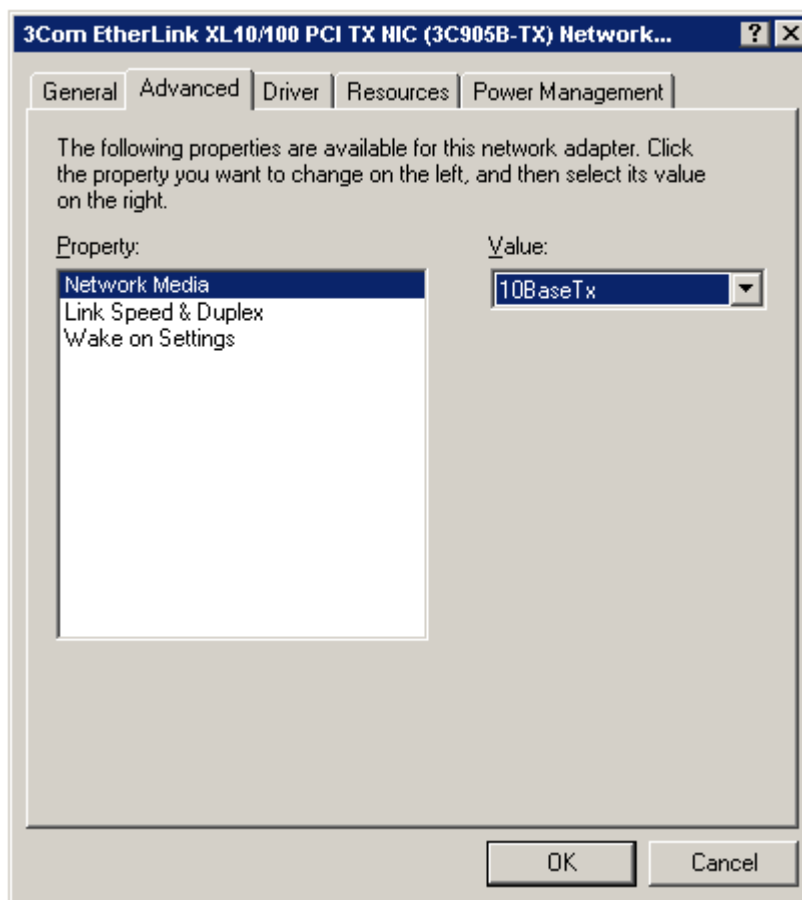 3Com EtherLink XL10/100 PCI TX NIC (3C905B-TX) Network...
General Advanced Driver Resources Power Management
The following properties are available for this network adapter. Click
the property you want to change on the left, and then select its value
on the right.
Property:
Value:
Network Media
10BaseTx
Link Speed & Duplex
Wake on Settings
OK Cancel